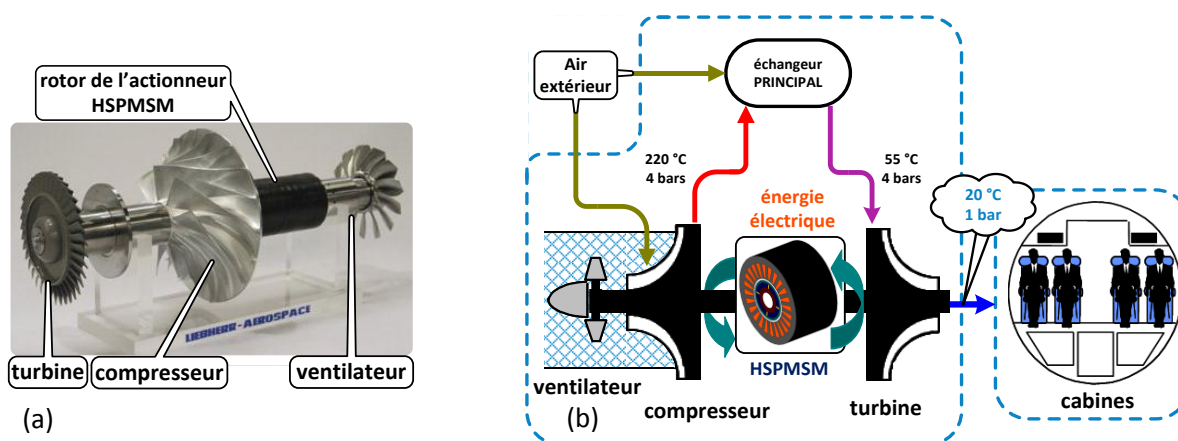 rotor de l'actionneur
HSPMSM
LIEBHERR-AEROSPACE
turbine
compresseur
ventilateur
(a)
Air
extérieur
échangeur
PRINCIPAL
220 °C
4 bars
55 °C
4 bars
énergie
électrique
20 °C
1 bar
HSPMSM
ventilateur
compresseur
turbine
cabines
(b)